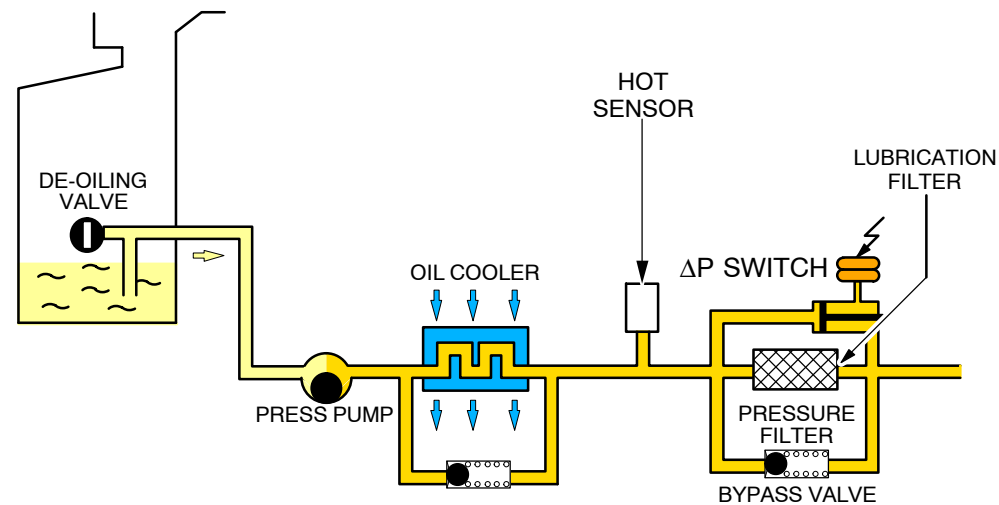 HOT
SENSOR
LUBRICATION
FILTER
DE-OILING
VALVE
OIL COOLER
ΔP SWITCH
PRESS PUMP
PRESSURE
FILTER
BYPASS VALVE